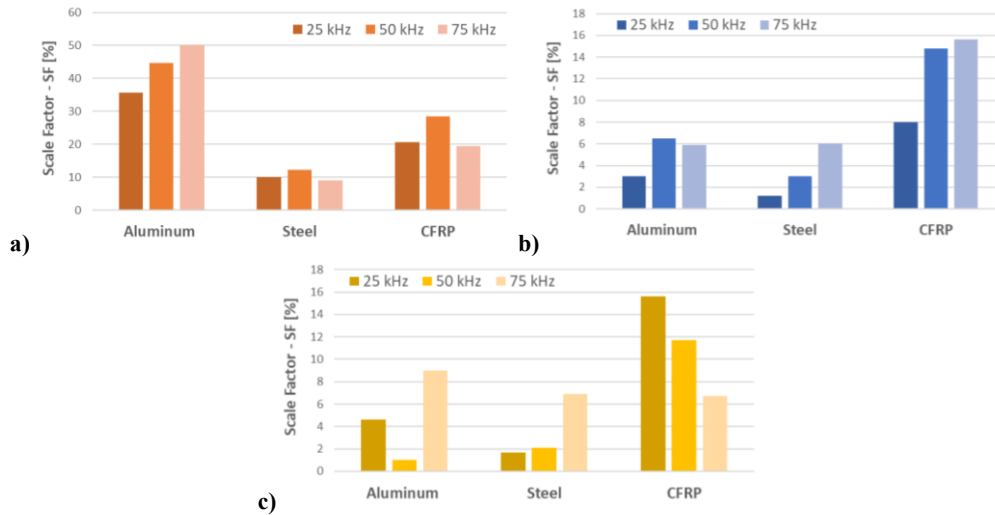 a)
Scale Factor - SF [%]
60
50
40
30
20
10
0
25 kHz 50 kHz 75 kHz
Aluminum Steel CFRP
b)
Scale Factor - SF [%]
18
16
14
12
10
8
6
4
2
0
25 kHz 50 kHz 75 kHz
Aluminum Steel CFRP
c)
Scale Factor - SF [%]
18
16
14
12
10
8
6
4
2
0
25 kHz 50 kHz 75 kHz
Aluminum Steel CFRP